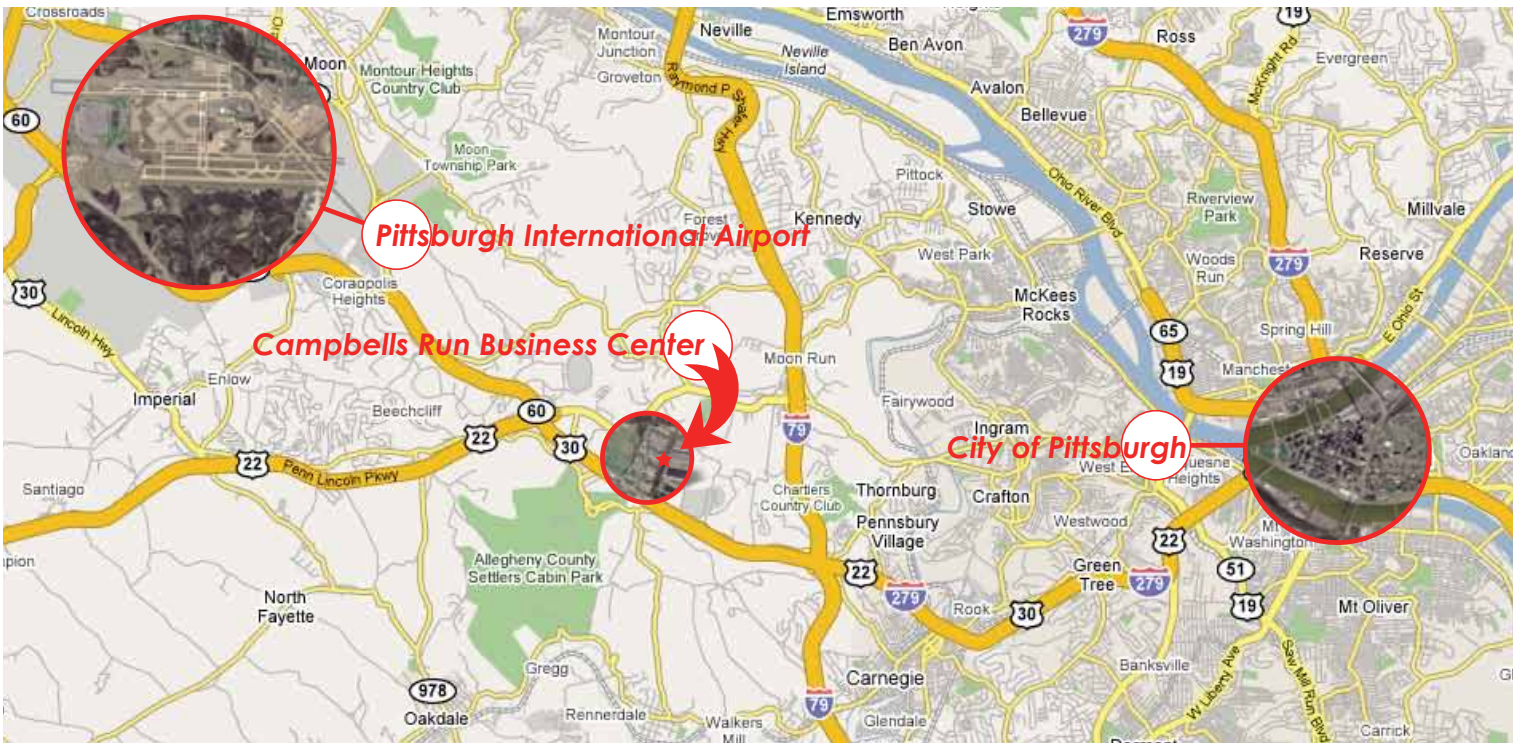 Crossroads
Emsworth
19
Neville
Montour
Junction
Groveton
Neville
Island
Ben Avon
279
Ross
McKnight Rd
Evergreen
Moon
Montour Heights
Country Club
Raymond P Shafer Hwy
Avalon
Bellevue
60
Moon
Township Park
Pittock
Ohio River Blvd
Riverview
Park
Millvale
Stowe
Kennedy
Forest
Pittsburgh International Airport
West Park
Woods
Run
279
Reserve
30
Coraopolis
Heights
McKees
Rocks
E Ohio St
Lincoln Hwy
65
Spring Hill
Campbells Run Business Center
Moon Run
19
Enlow
Imperial
Fairywood
Beechcliff
60
22
30
79
Ingram
City of Pittsburgh
Oakland
22
Penn Lincoln Pkwy
Santiago
Chartiers
Country Club
Thornburg
Crafton
Heights
Pennsbury
Village
Westwood
22
Washington
Allegheny County
Settlers Cabin Park
22
279
Green
Tree
279
51
19
North
Fayette
Rook
30
Mt Oliver
Gregg
Carnegie
Banksville
W Liberty Ave
Saw Mill Run Blvd
978
Oakdale
Rennerdale
79
Walkers
Mill
Glendale
Carrick